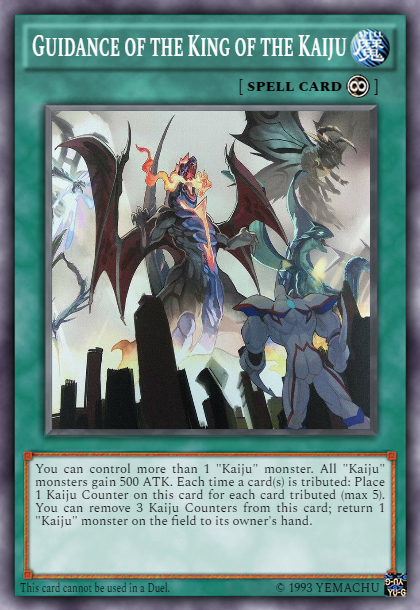 GUIDANCE OF THE KING OF THE KAIJU
[ SPELL CARD ]
You can control more than 1 "Kaiju" monster. All "Kaiju"
monsters gain 500 ATK. Each time a card(s) is tributed: Place
1 Kaiju Counter on this card for each card tributed (max 5).
You can remove 3 Kaiju Counters from this card; return 1
"Kaiju" monster on the field to its owner's hand.
This card cannot be used in a Duel.
© 1993 YEMACHU